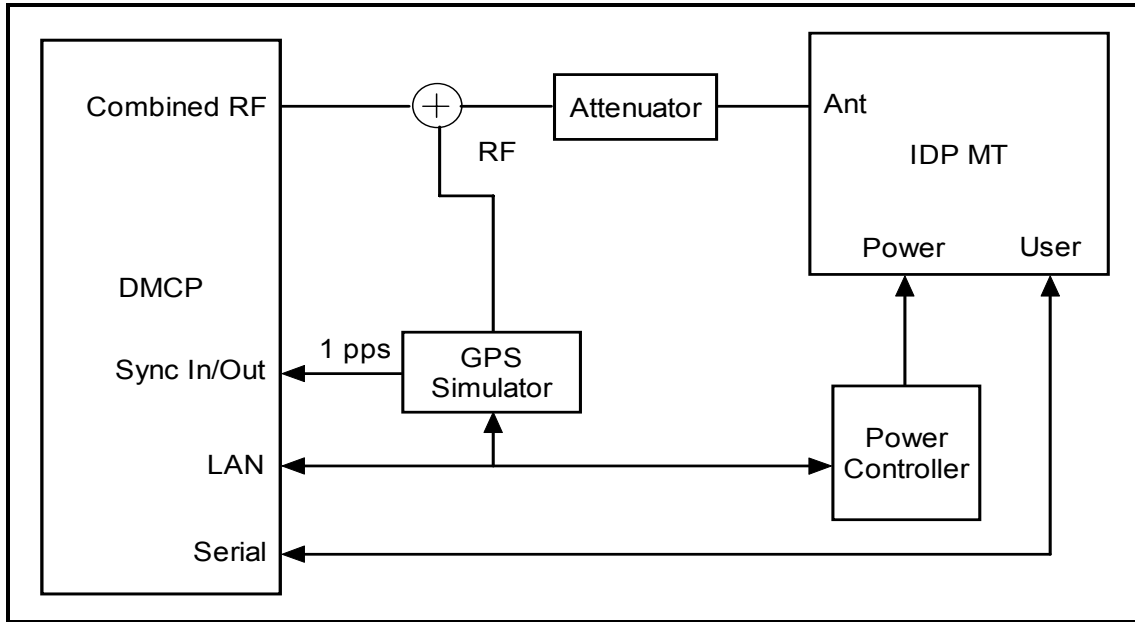 Combined RF
+
Attenuator
Ant
RF
IDP MT
Power
User
DMCP
1 pps
Sync In/Out
GPS
Simulator
LAN
Power
Controller
Serial